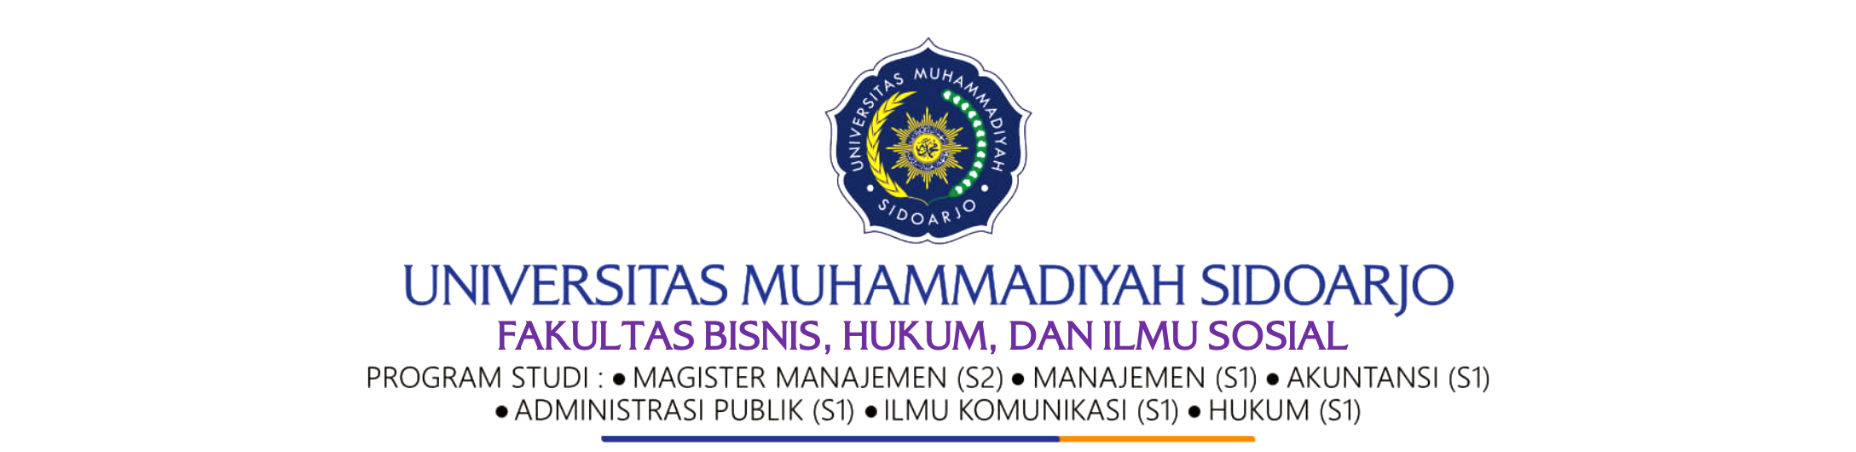 UNIVERSITAS MUHAMMADIYAH
SIDOARJO
UNIVERSITAS MUHAMMADIYAH SIDOARJO
FAKULTAS BISNIS, HUKUM, DAN ILMU SOSIAL
PROGRAM STUDI : ● MAGISTER MANAJEMEN (S2) ● MANAJEMEN (S1) ● AKUNTANSI (S1)
● ADMINISTRASI PUBLIK (S1) ● ILMU KOMUNIKASI (S1) ● HUKUM (S1)